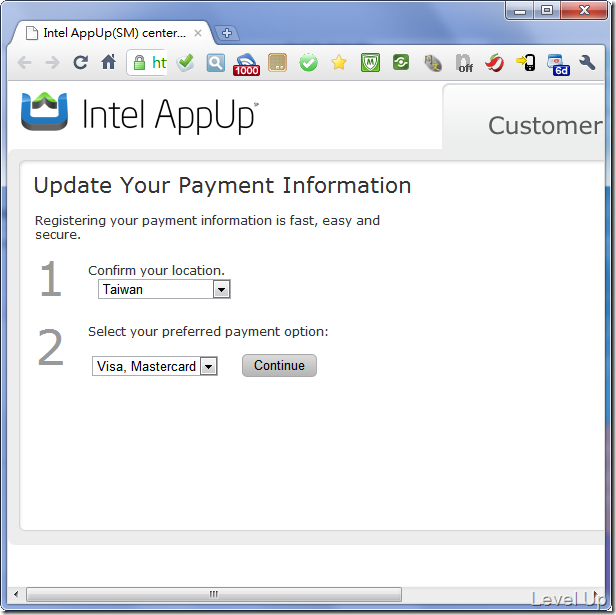 Intel AppUp(SM) center...
ht
1000
off
6d
Intel AppUp
Customer
Update Your Payment Information
Registering your payment information is fast, easy and
secure.
1 Confirm your location.
Taiwan
2 Select your preferred payment option:
Visa, Mastercard Continue
Level Up